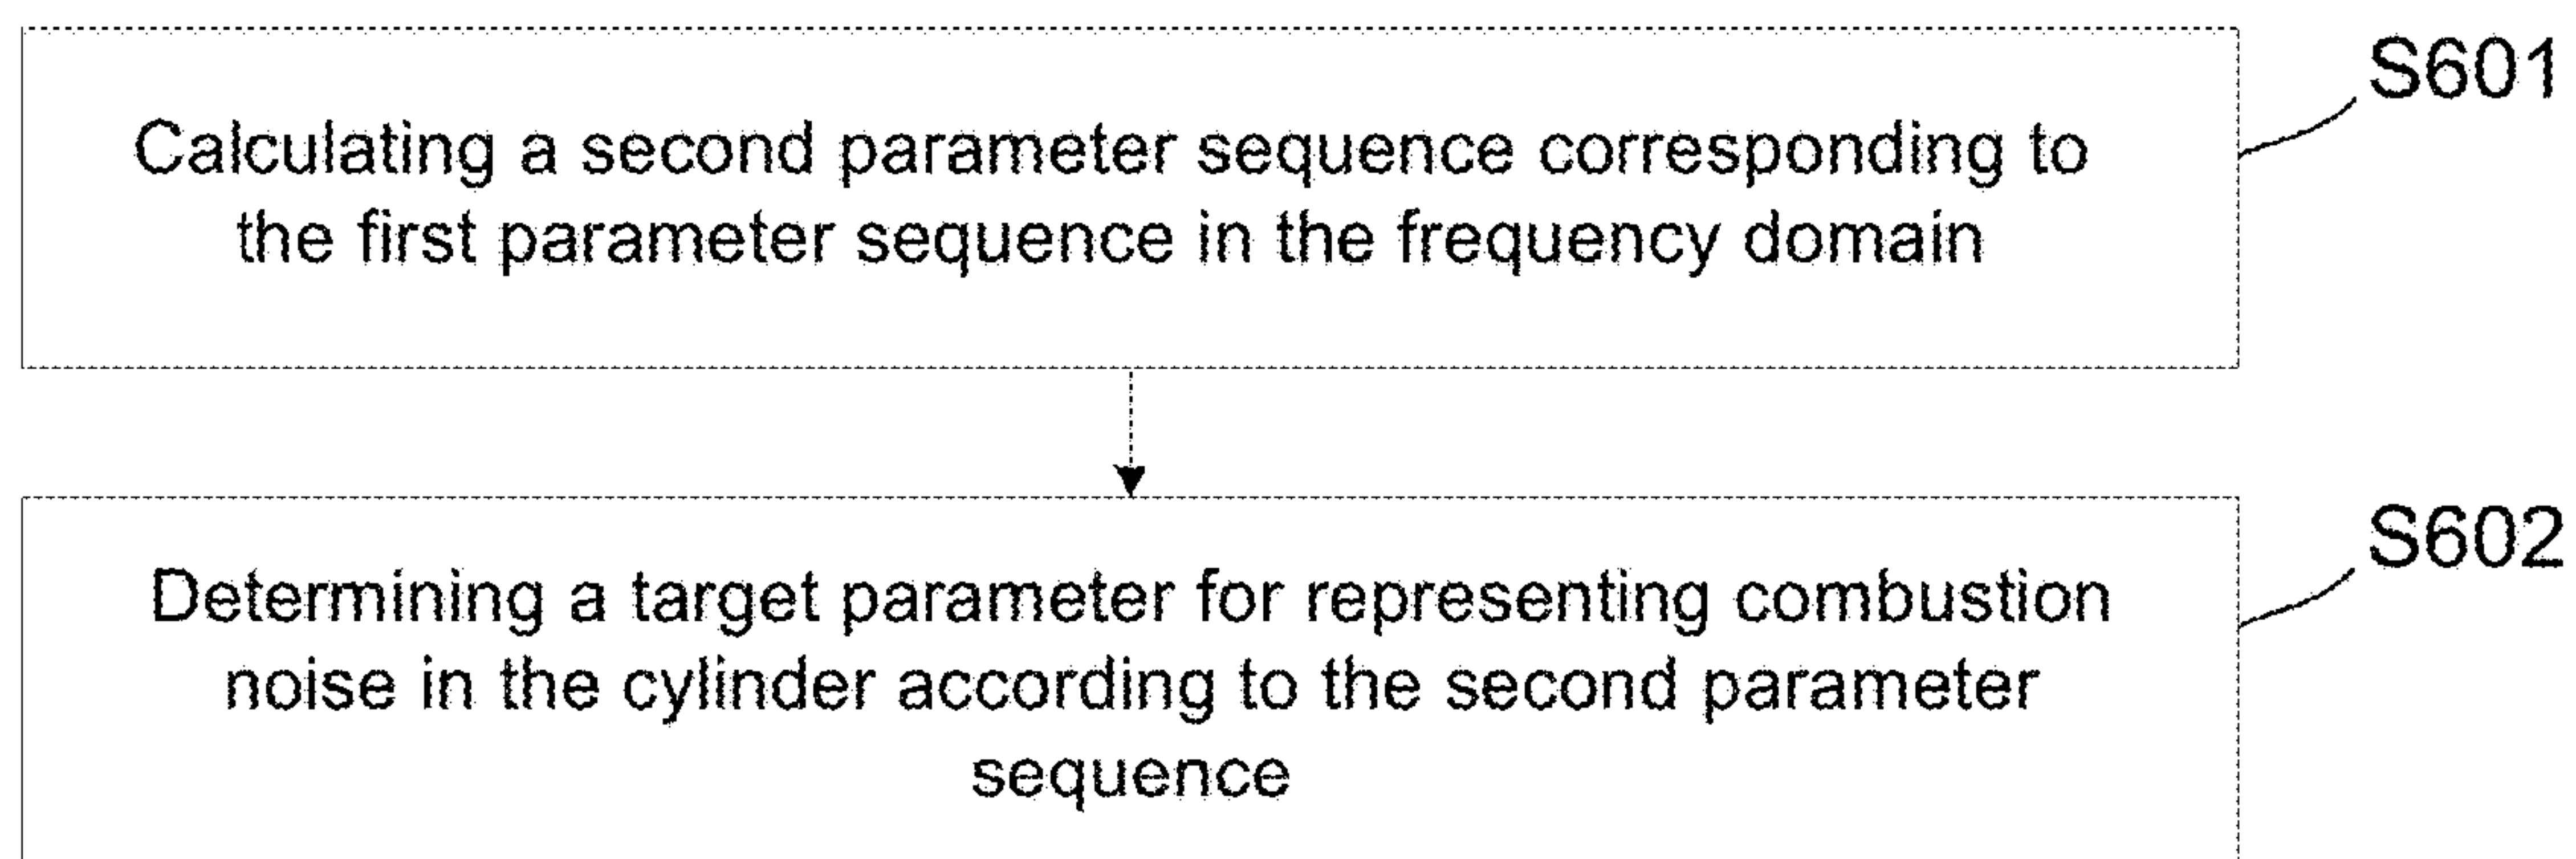 S601
Calculating a second parameter sequence corresponding to
the first parameter sequence in the frequency domain
S602
Determining a target parameter for representing combustion
noise in the cylinder according to the second parameter
sequence